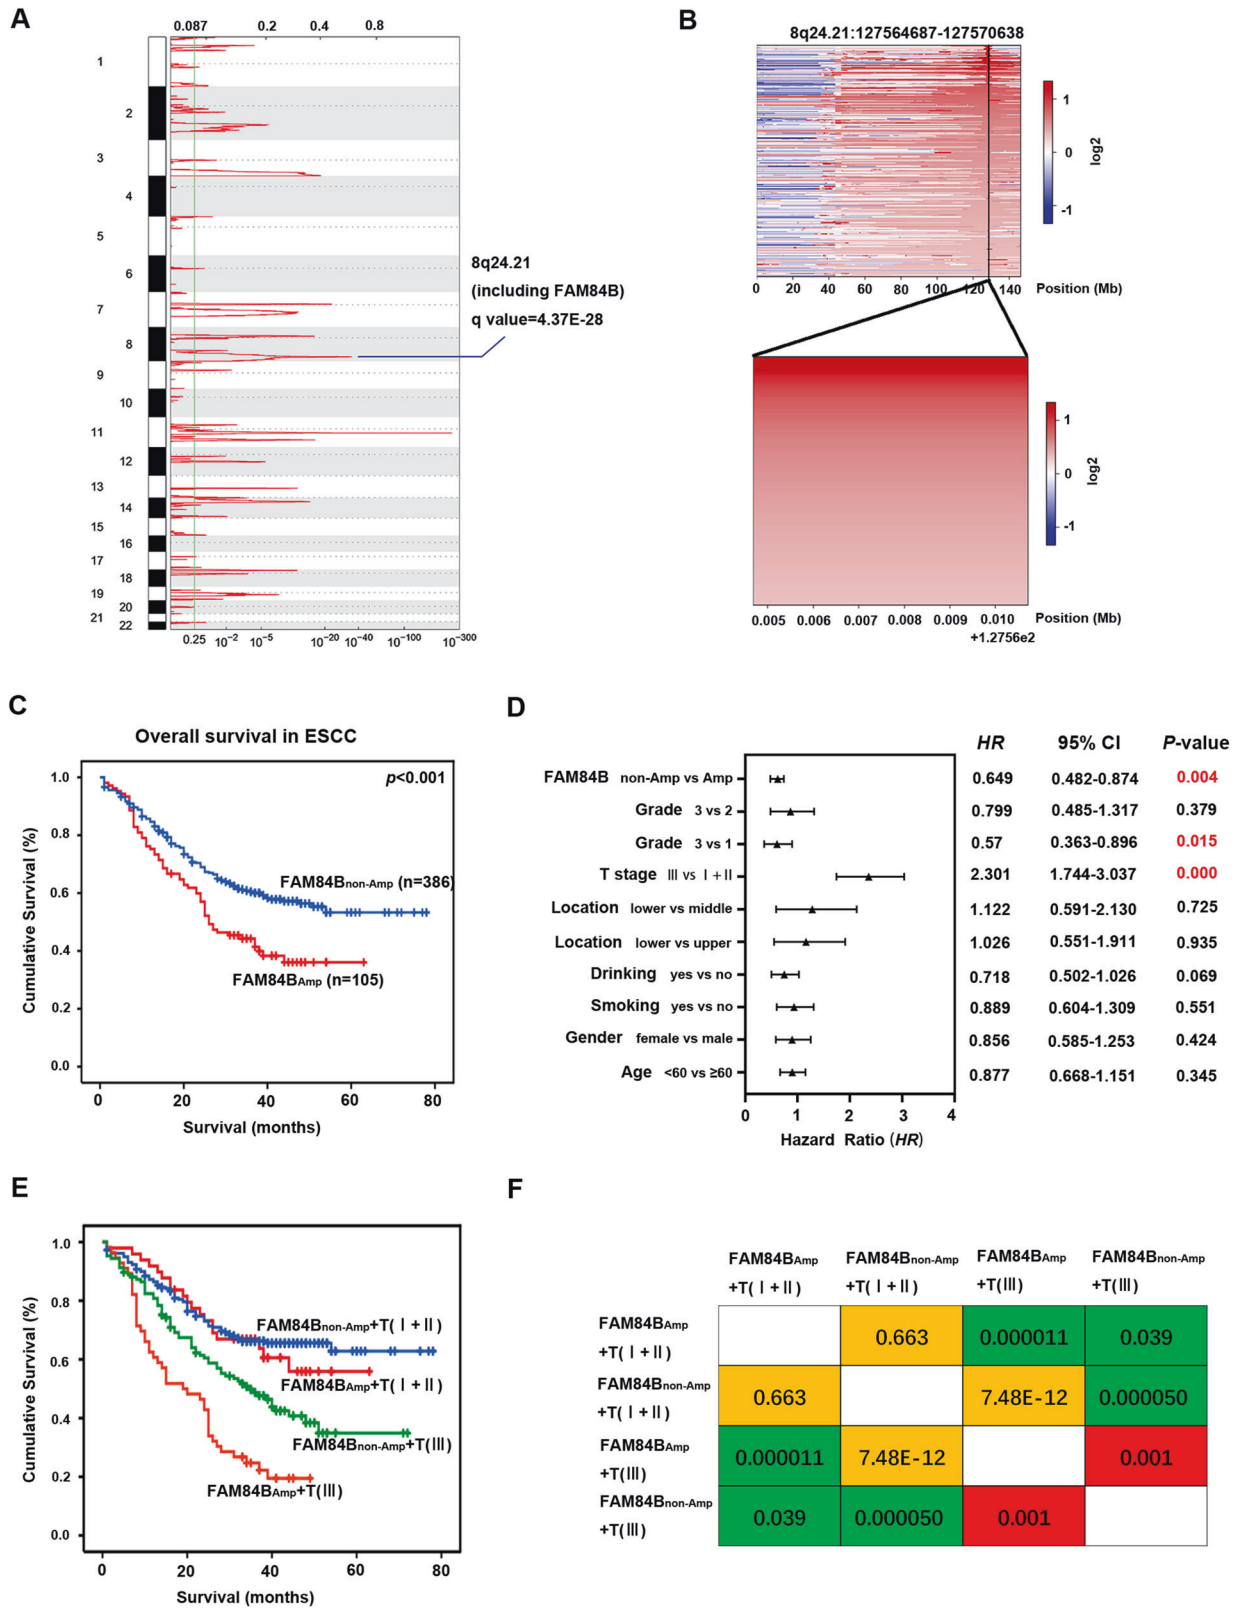 A
0.087 0.2 0.4 0.8
1
2
3
4
5
6
7
8
9
10
11
12
13
14
15
16
17
18
19
20
21
22
0.25 10⁻² 10⁻⁵ 10⁻²⁰ 10⁻⁴⁰ 10⁻¹⁰⁰ 10⁻³⁰⁰
8q24.21
(including FAM84B)
q value=4.37E-28
B
8q24.21:127564687-127570638
0 20 40 60 80 100 120 140 Position (Mb)
1
0
-1
log2
0.005 0.006 0.007 0.008 0.009 0.010 Position (Mb)
+1.2756e2
1
0
-1
log2
C
Overall survival in ESCC
p<0.001
Cumulative Survival (%)
1.0
0.8
0.6
0.4
0.2
0.0
FAM84Bnon-Amp (n=386)
FAM84BAmp (n=105)
0 20 40 60 80
Survival (months)
D
HR 95% CI P-value
FAM84B non-Amp vs Amp 0.649 0.482-0.874 0.004
Grade 3 vs 2 0.799 0.485-1.317 0.379
Grade 3 vs 1 0.57 0.363-0.896 0.015
T stage Ⅲ vs Ⅰ+Ⅱ 2.301 1.744-3.037 0.000
Location lower vs middle 1.122 0.591-2.130 0.725
Location lower vs upper 1.026 0.551-1.911 0.935
Drinking yes vs no 0.718 0.502-1.026 0.069
Smoking yes vs no 0.889 0.604-1.309 0.551
Gender female vs male 0.856 0.585-1.253 0.424
Age <60 vs ≥60 0.877 0.668-1.151 0.345
0 1 2 3 4
Hazard Ratio (HR)
E
Cumulative Survival (%)
1.0
0.8
0.6
0.4
0.2
0.0
FAM84Bnon-Amp+T(Ⅰ+Ⅱ)
FAM84BAmp+T(Ⅰ+Ⅱ)
FAM84Bnon-Amp+T(Ⅲ)
FAM84BAmp+T(Ⅲ)
0 20 40 60 80
Survival (months)
F
FAM84BAmp FAM84Bnon-Amp FAM84BAmp FAM84Bnon-Amp
+T(Ⅰ+Ⅱ) +T(Ⅰ+Ⅱ) +T(Ⅲ) +T(Ⅲ)
FAM84BAmp
+T(Ⅰ+Ⅱ)
0.663 0.000011 0.039
FAM84Bnon-Amp
+T(Ⅰ+Ⅱ)
0.663 7.48E-12 0.000050
FAM84BAmp
+T(Ⅲ)
0.000011 7.48E-12 0.001
FAM84Bnon-Amp
+T(Ⅲ)
0.039 0.000050 0.001